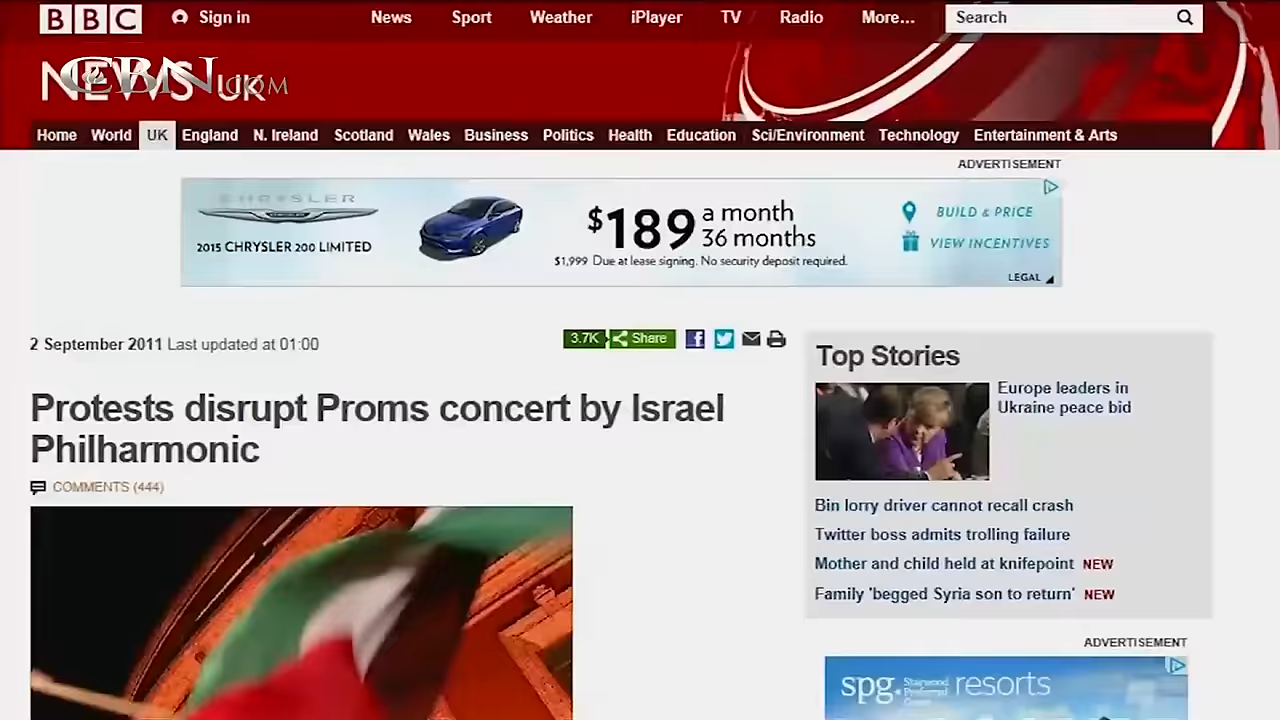 BBC
Sign in
News
Sport
Weather
iPlayer
TV
Radio
More...
Search
NEWS UK
CBN.COM
Home
World
UK
England
N. Ireland
Scotland
Wales
Business
Politics
Health
Education
Sci/Environment
Technology
Entertainment & Arts
ADVERTISEMENT
CHRYSLER
2015 CHRYSLER 200 LIMITED
$189 a month
36 months
$1,999 Due at lease signing. No security deposit required.
BUILD & PRICE
VIEW INCENTIVES
LEGAL
2 September 2011 Last updated at 01:00
3.7K
Share
Protests disrupt Proms concert by Israel
Philharmonic
COMMENTS (444)
Top Stories
Europe leaders in
Ukraine peace bid
Bin lorry driver cannot recall crash
Twitter boss admits trolling failure
Mother and child held at knifepoint NEW
Family 'begged Syria son to return' NEW
ADVERTISEMENT
spg. Starwood
Preferred
Guest
resorts